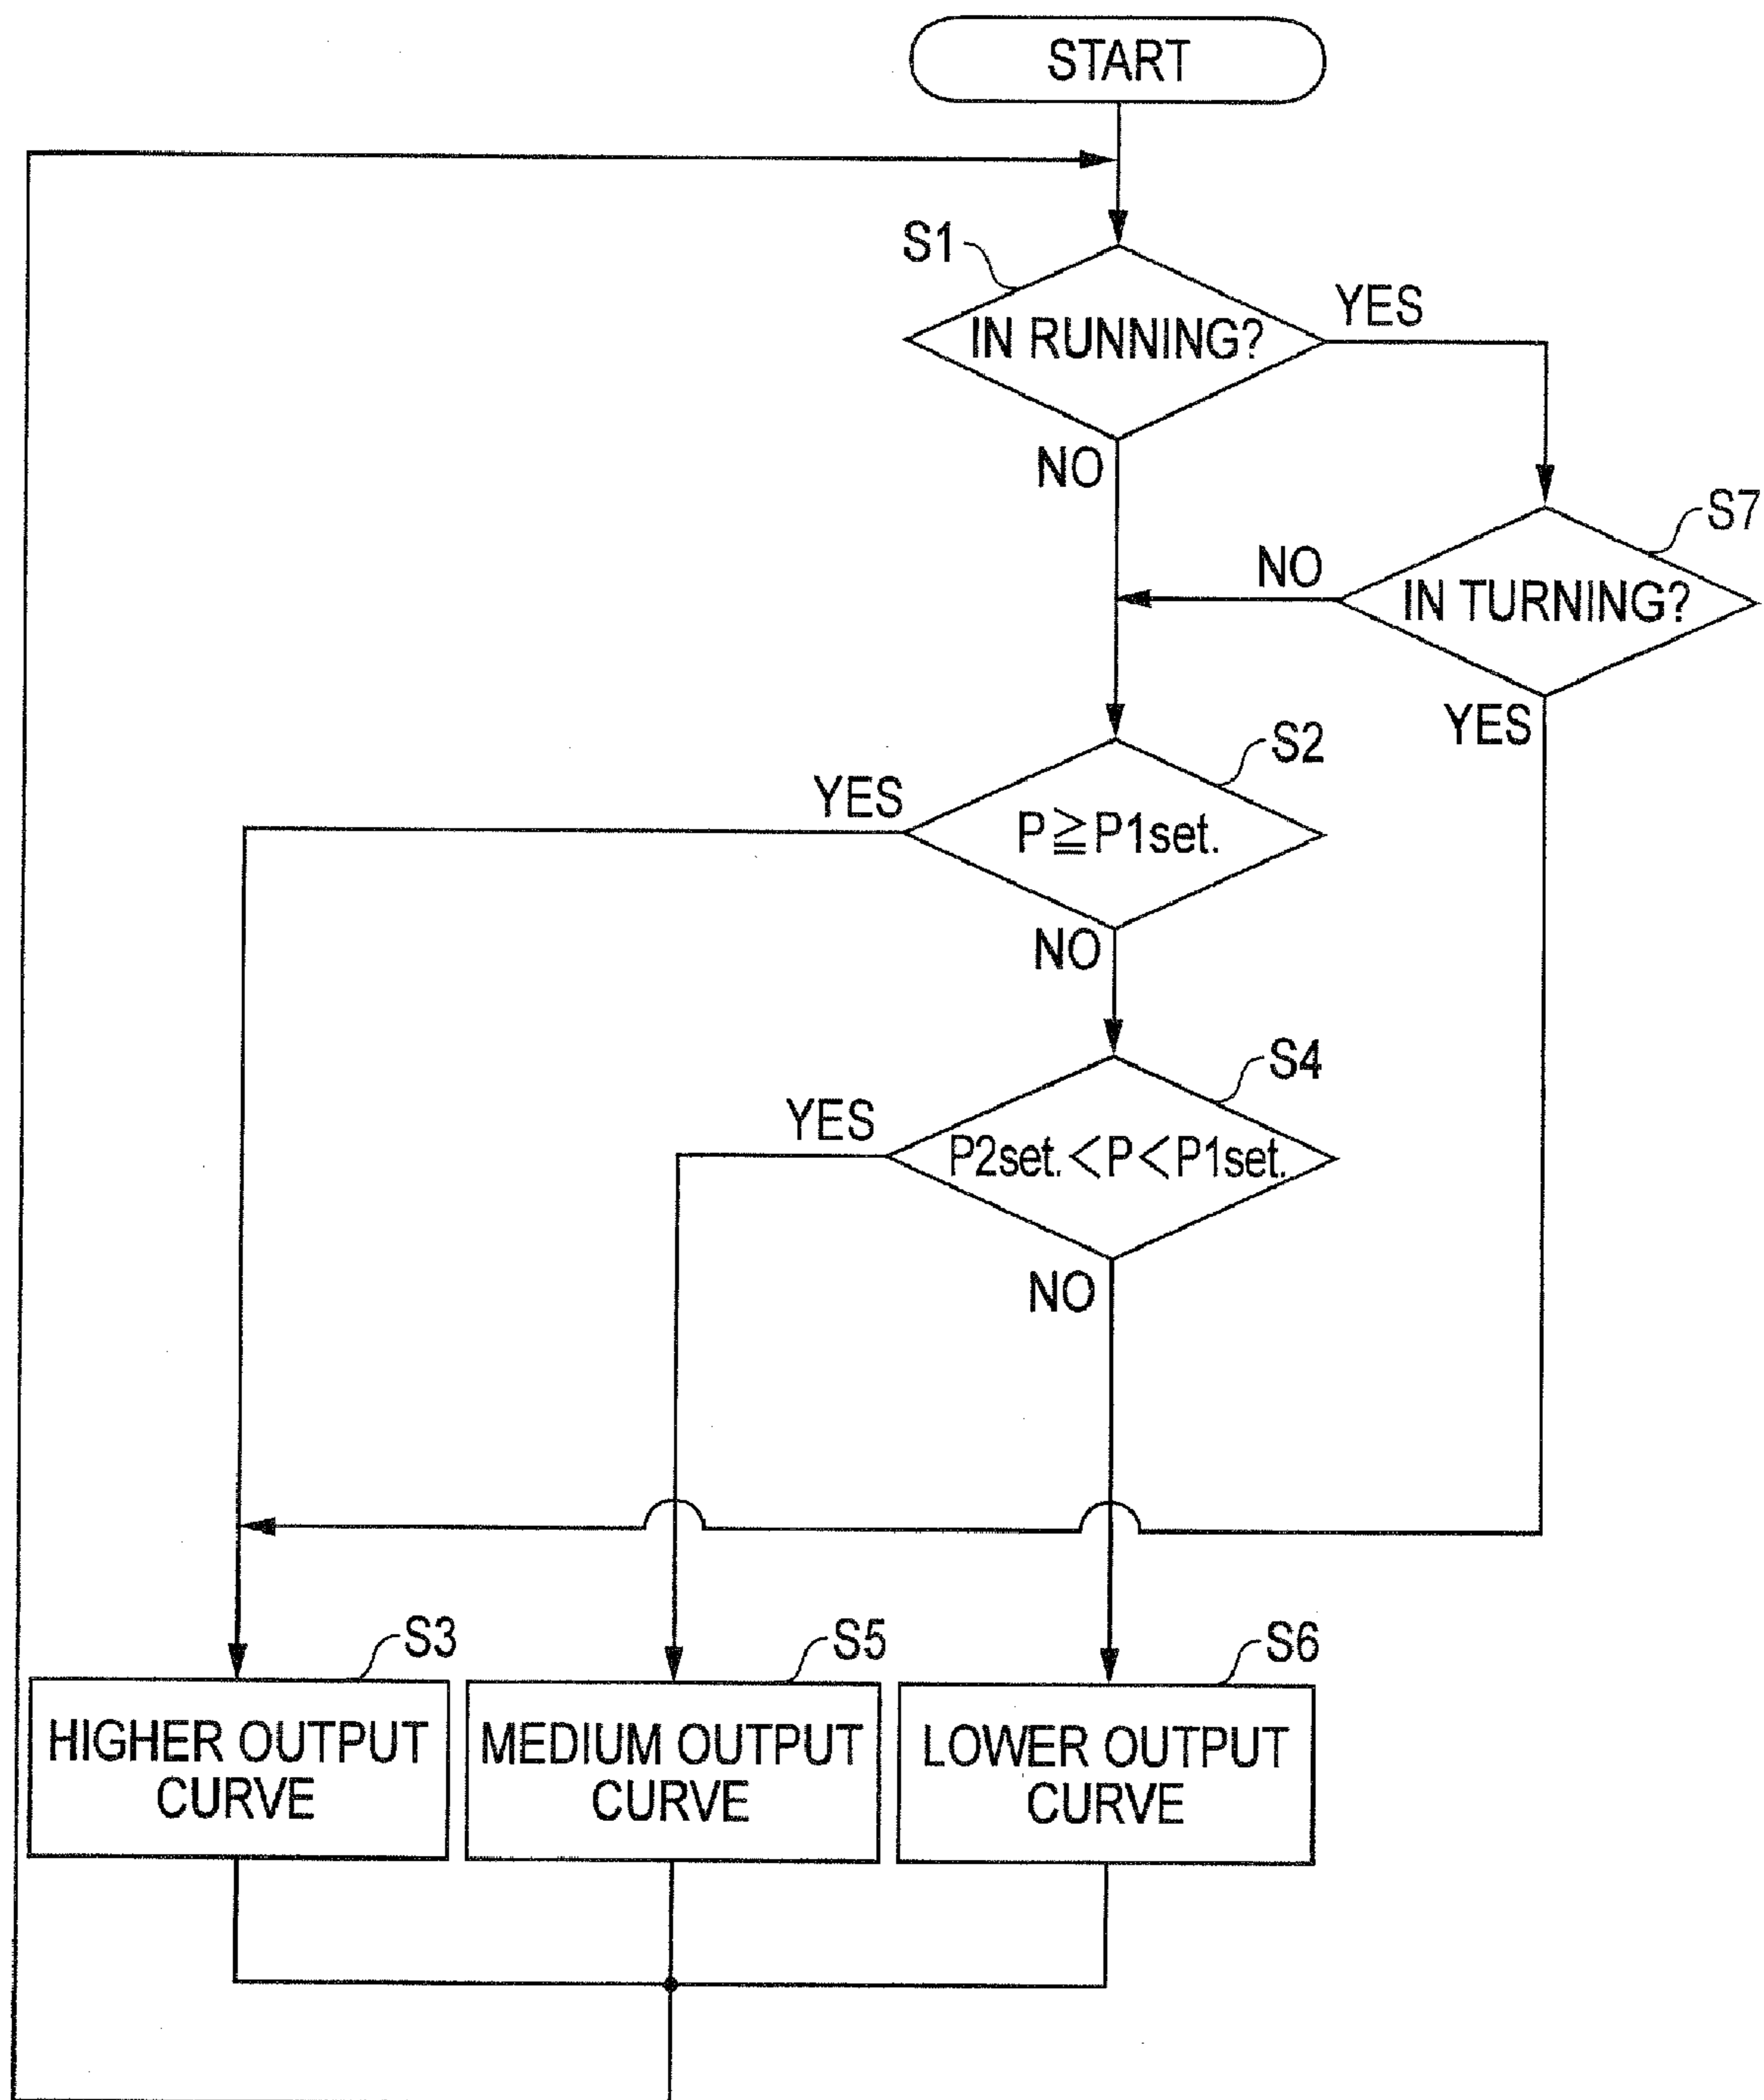 START
S1
IN RUNNING?
YES
NO
S7
IN TURNING?
NO
YES
S2
P≧P1set.
YES
NO
S4
P2set.<P<P1set.
YES
NO
S3
HIGHER OUTPUT
CURVE
S5
MEDIUM OUTPUT
CURVE
S6
LOWER OUTPUT
CURVE